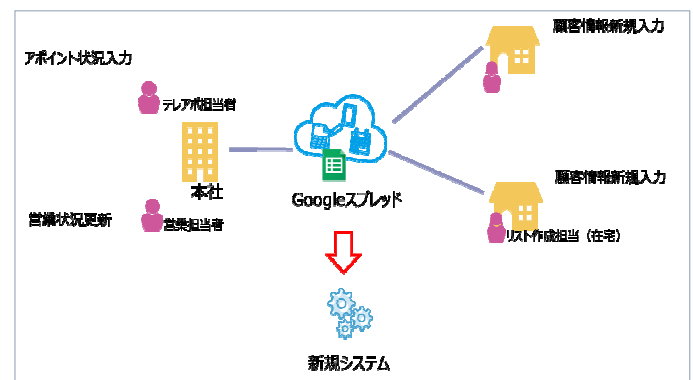 顧客情報新規入力
アポイント状況入力
テレアポ担当者
本社
Googleスプレッド
顧客情報新規入力
営業状況更新
営業担当者
リスト作成担当（在宅）
新規システム